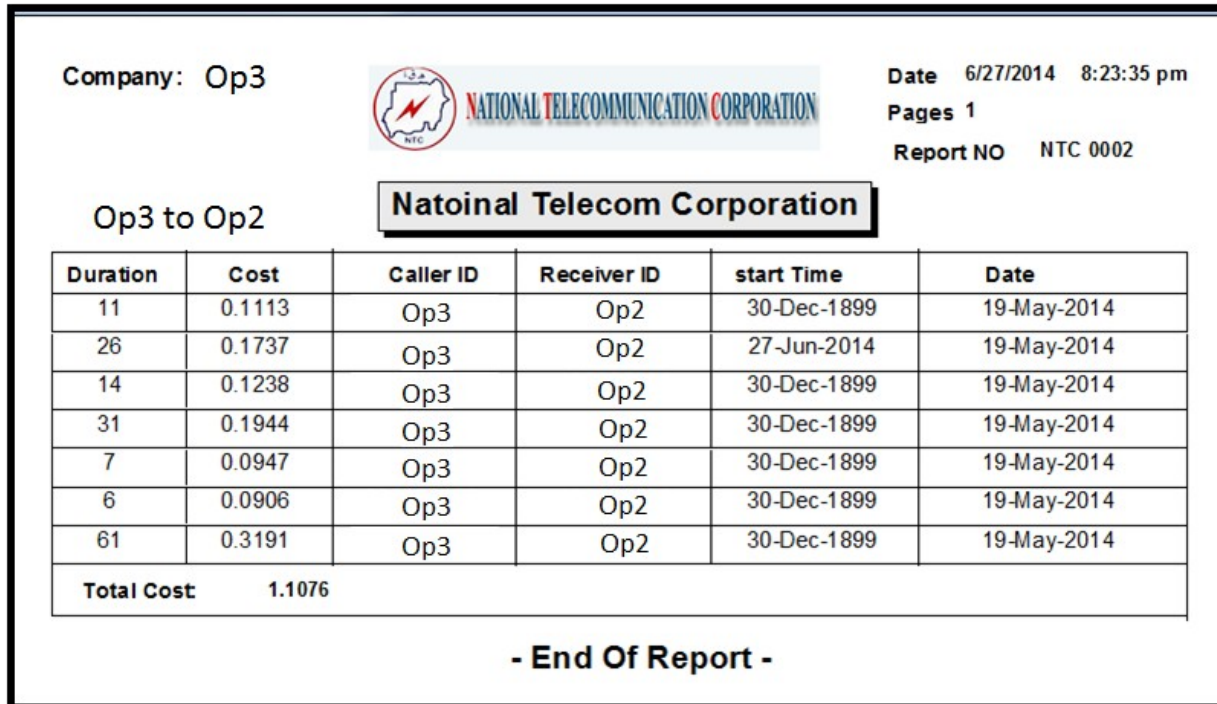 Company: Op3
Date 6/27/2014 8:23:35 pm
NATIONAL TELECOMMUNICATION CORPORATION
NTC
Pages 1
Report NO NTC 0002
Op3 to Op2
Natoinal Telecom Corporation
Duration Cost Caller ID Receiver ID start Time Date
11 0.1113 Op3 Op2 30-Dec-1899 19-May-2014
26 0.1737 Op3 Op2 27-Jun-2014 19-May-2014
14 0.1238 Op3 Op2 30-Dec-1899 19-May-2014
31 0.1944 Op3 Op2 30-Dec-1899 19-May-2014
7 0.0947 Op3 Op2 30-Dec-1899 19-May-2014
6 0.0906 Op3 Op2 30-Dec-1899 19-May-2014
61 0.3191 Op3 Op2 30-Dec-1899 19-May-2014
Total Cost: 1.1076
- End Of Report -